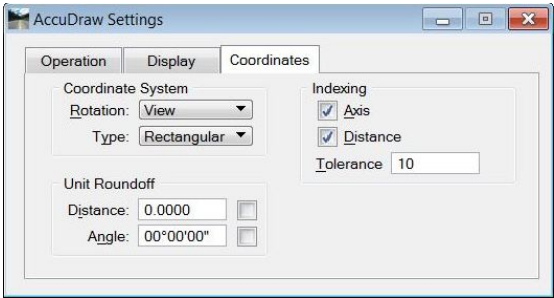 AccuDraw Settings
Operation Display Coordinates
Coordinate System
Rotation: View
Type: Rectangular
Unit Roundoff
Distance: 0.0000
Angle: 00°00'00"
Indexing
Axis
Distance
Tolerance 10